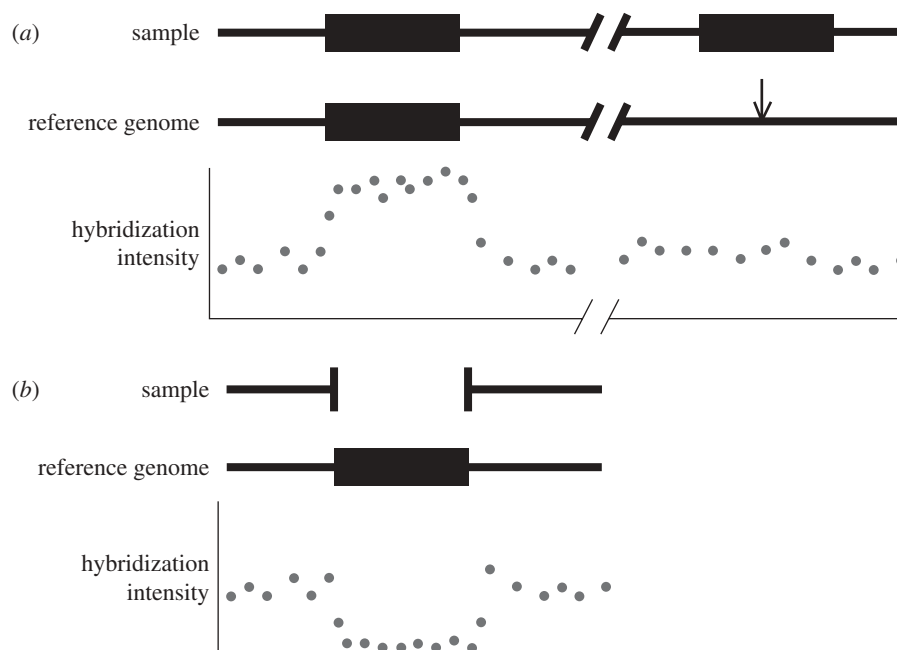 (a)
sample
reference genome
hybridization
intensity
(b)
sample
reference genome
hybridization
intensity